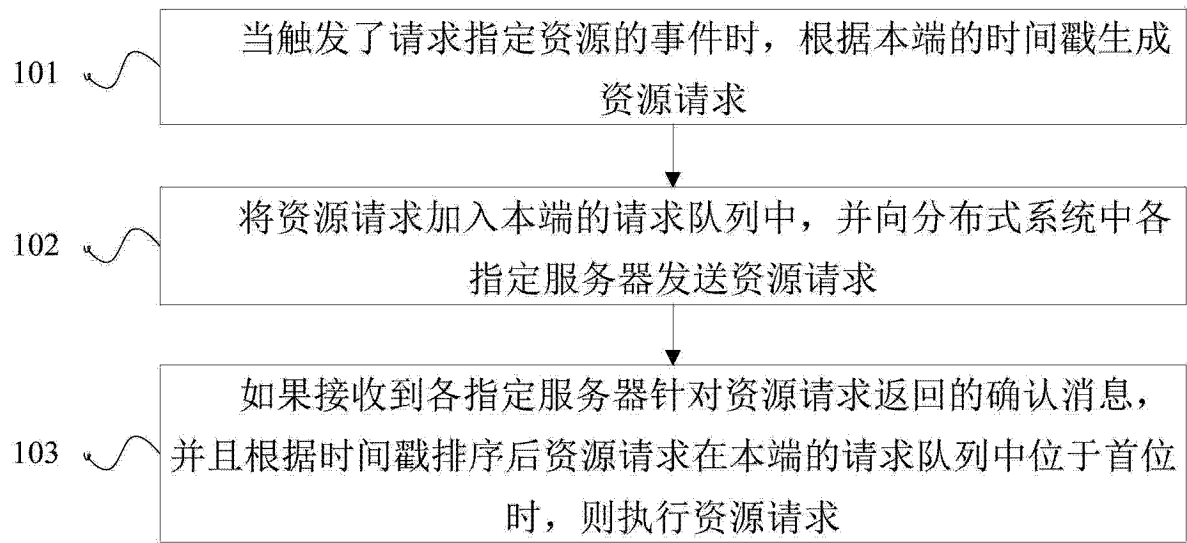 101
当触发了请求指定资源的事件时，根据本端的时间戳生成
资源请求
102
将资源请求加入本端的请求队列中，并向分布式系统中各
指定服务器发送资源请求
103
如果接收到各指定服务器针对资源请求返回的确认消息，
并且根据时间戳排序后资源请求在本端的请求队列中位于首位
时，则执行资源请求